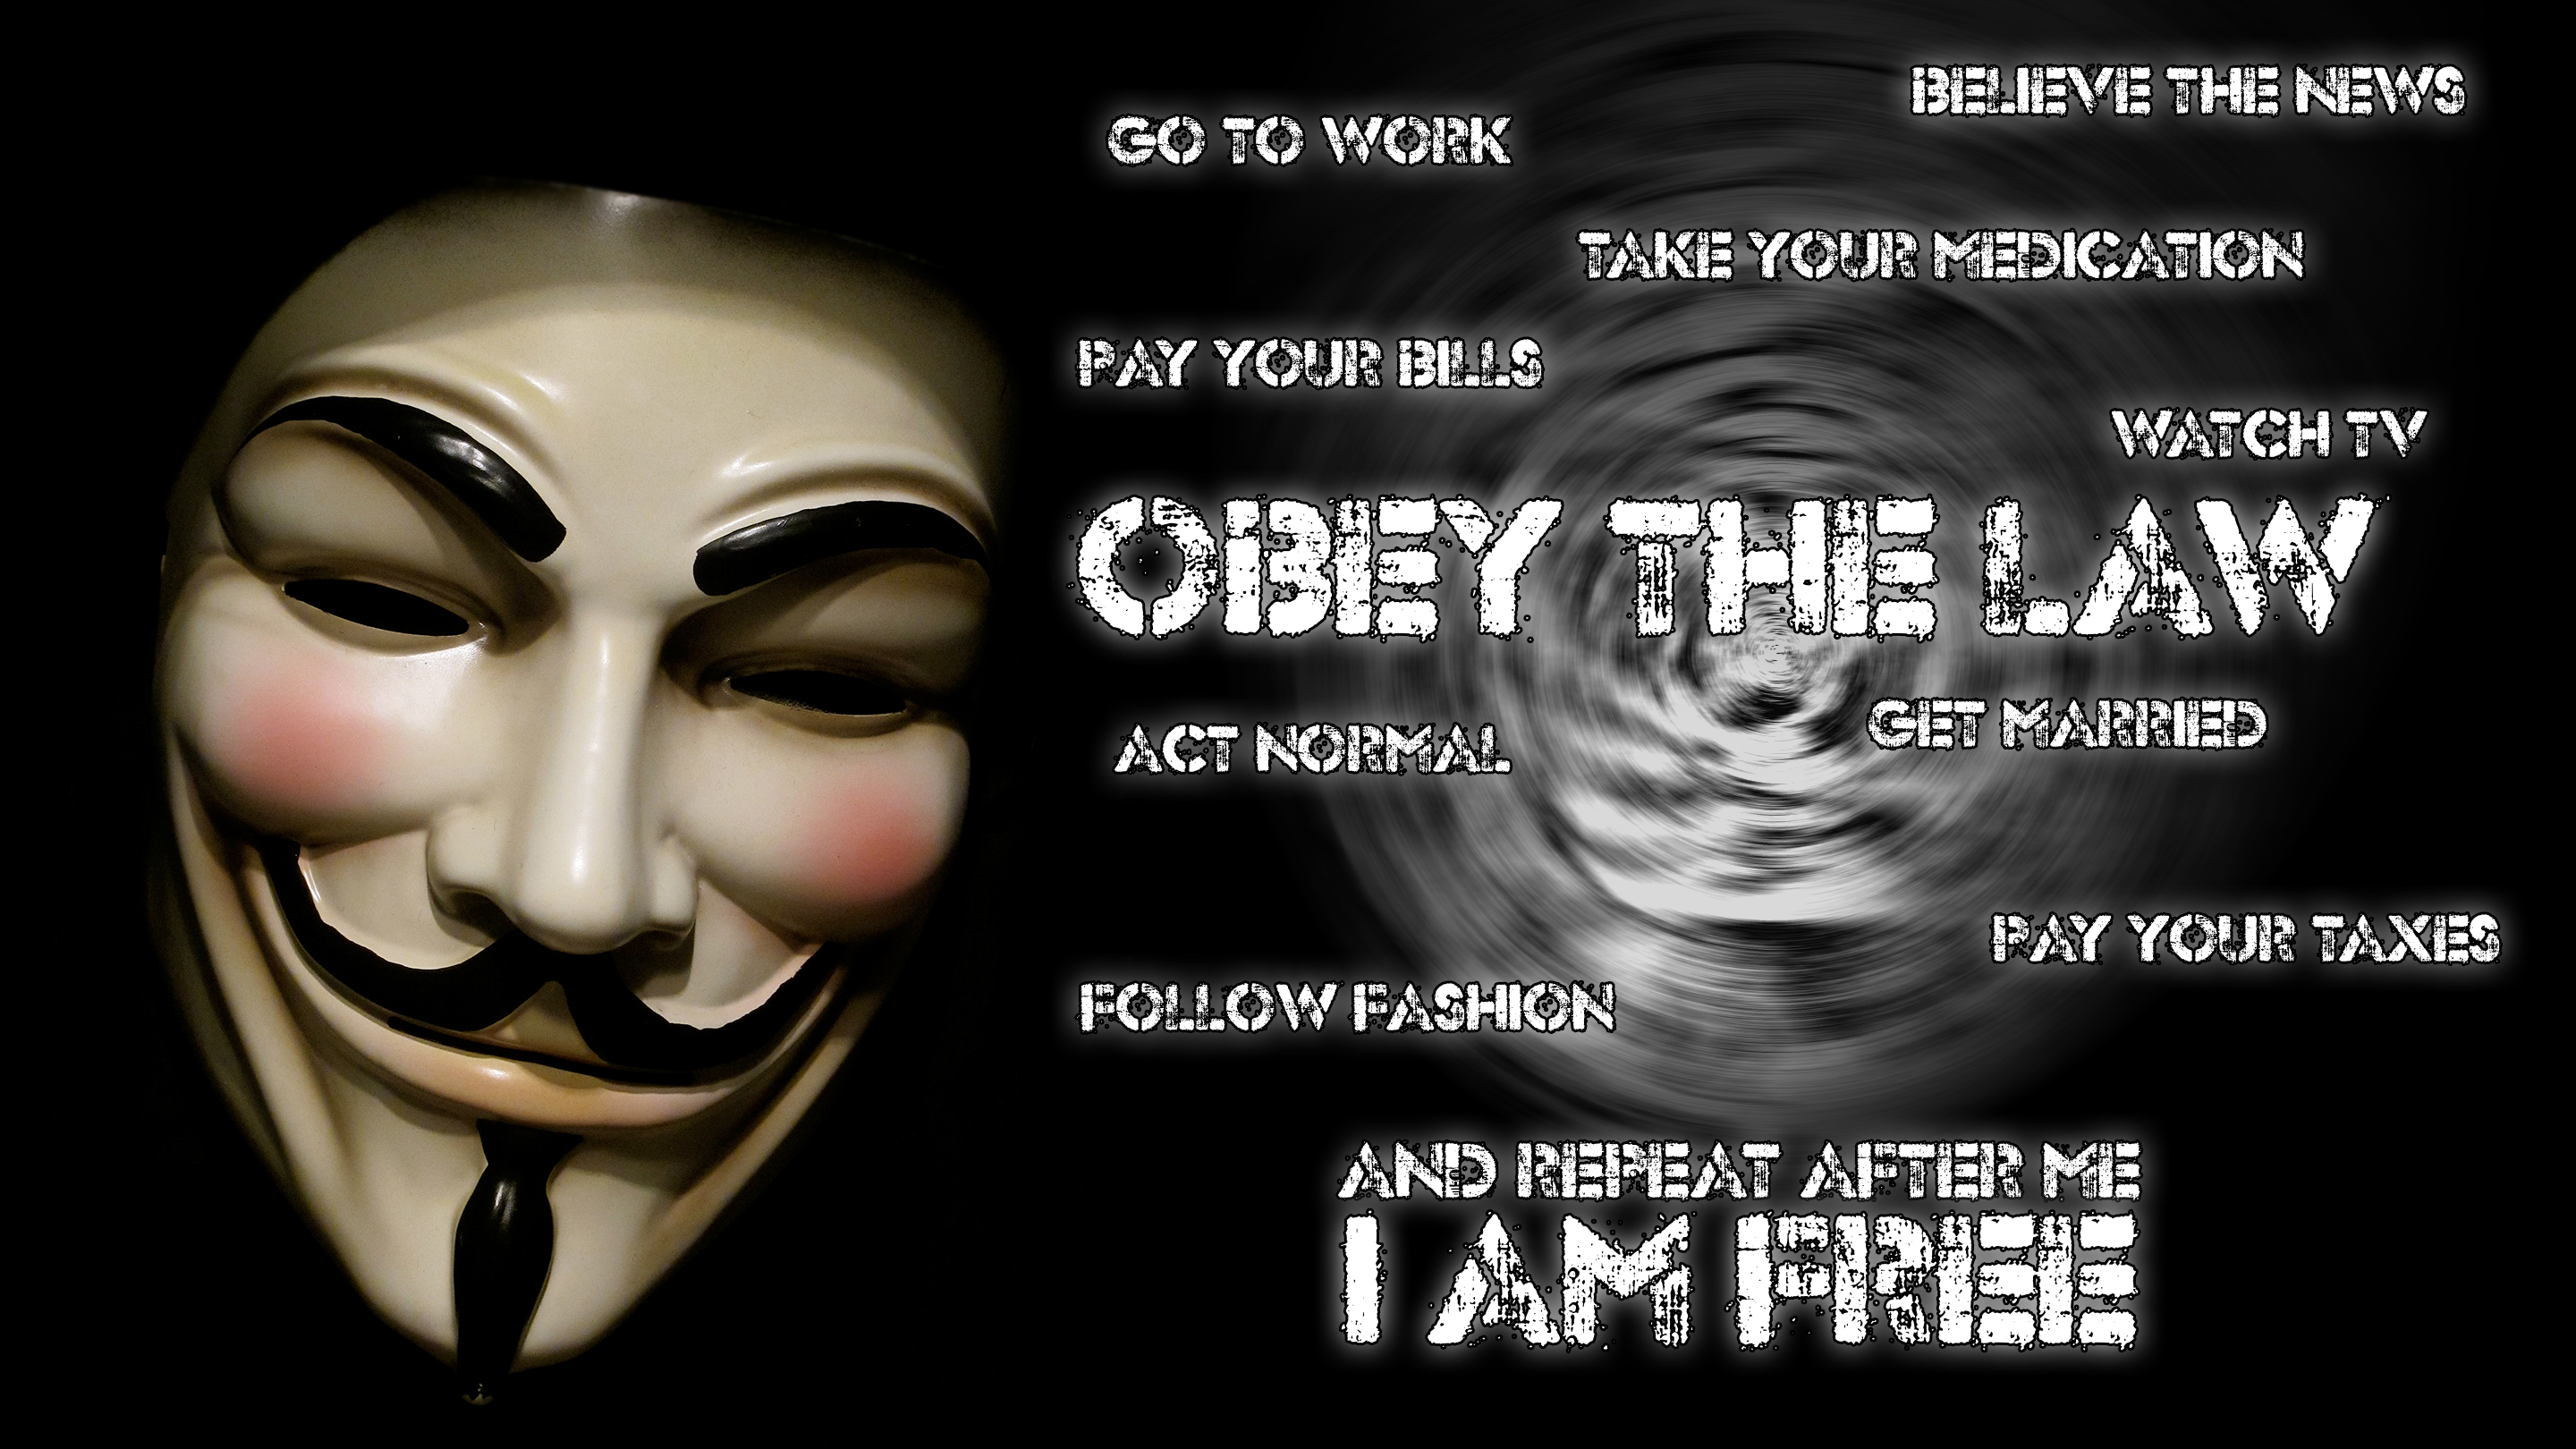 BELIEVE THE NEWS
GO TO WORK
TAKE YOUR MEDICATION
PAY YOUR BILLS
WATCH TV
OBEY THE LAW
GET MARRIED
ACT NORMAL
PAY YOUR TAXES
FOLLOW FASHION
AND REPEAT AFTER ME
I AM FREE